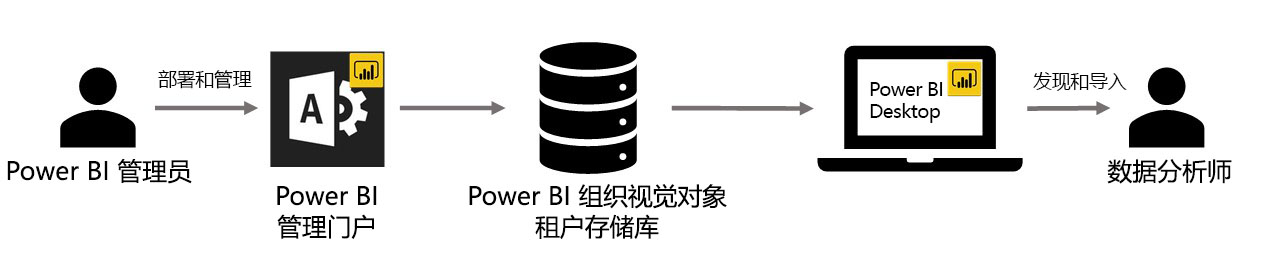 部署和管理
发现和导入
A
Power BI
Desktop
Power BI 管理员
数据分析师
Power BI
管理门户
Power BI 组织视觉对象
租户存储库